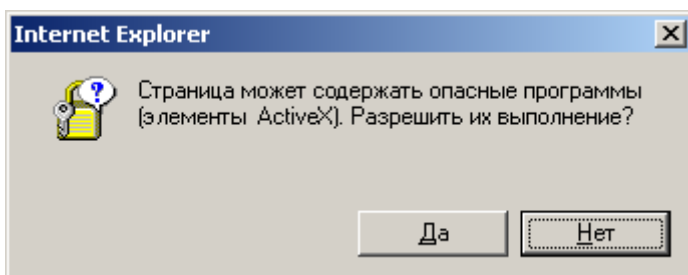 Internet Explorer
Страница может содержать опасные программы
(элементы ActiveX). Разрешить их выполнение?
Да
Нет